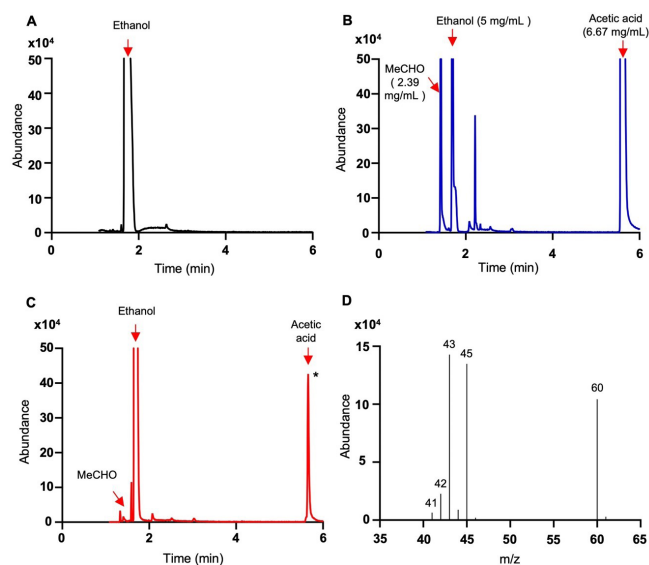 A
x10⁴
Ethanol
50
40
30
20
10
0
Abundance
0 2 4 6
Time (min)
B
x10⁴
Ethanol (5 mg/mL )
Acetic acid
(6.67 mg/mL)
MeCHO
( 2.39
mg/mL )
50
40
30
20
10
0
Abundance
0 2 4 6
Time (min)
C
x10⁴
Ethanol
Acetic
acid
*
MeCHO
50
40
30
20
10
0
Abundance
0 2 4 6
Time (min)
D
x10⁴
15
10
5
0
Abundance
43
45
60
42
41
35 40 45 50 55 60 65
m/z